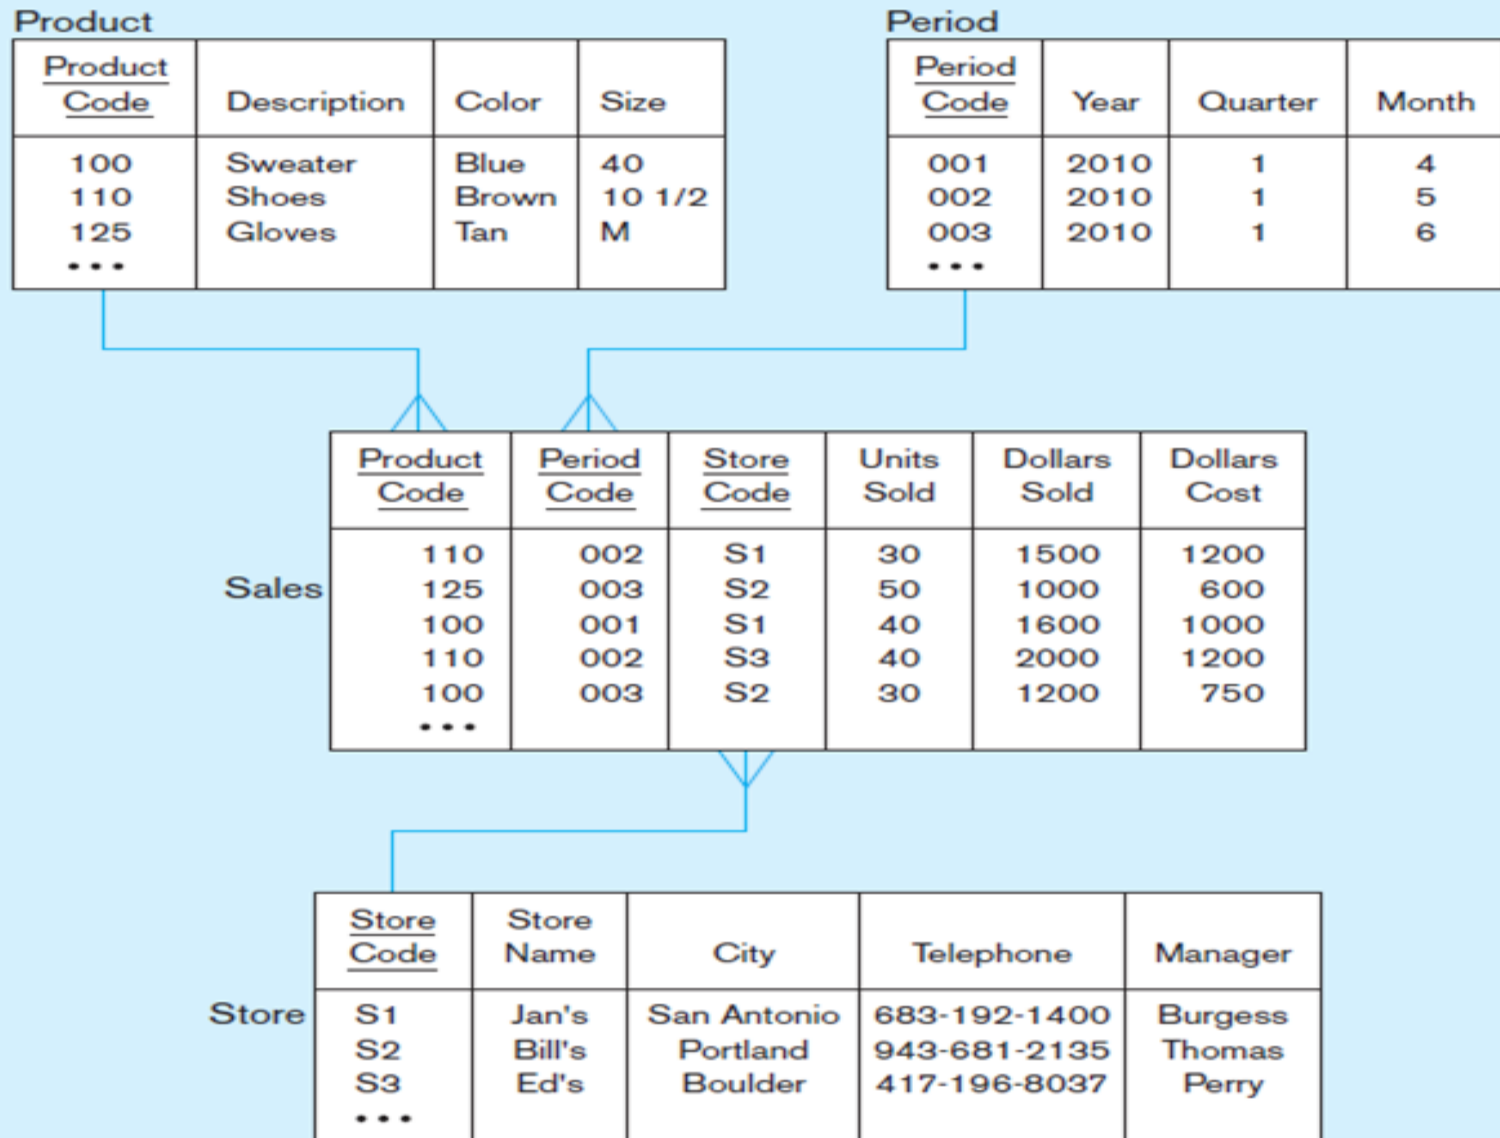 Product
Product Code Description Color Size
100 Sweater Blue 40
110 Shoes Brown 10 1/2
125 Gloves Tan M
• • •
Period
Period Code Year Quarter Month
001 2010 1 4
002 2010 1 5
003 2010 1 6
• • •
Sales
Product Code Period Code Store Code Units Sold Dollars Sold Dollars Cost
110 002 S1 30 1500 1200
125 003 S2 50 1000 600
100 001 S1 40 1600 1000
110 002 S3 40 2000 1200
100 003 S2 30 1200 750
• • •
Store
Store Code Store Name City Telephone Manager
S1 Jan's San Antonio 683-192-1400 Burgess
S2 Bill's Portland 943-681-2135 Thomas
S3 Ed's Boulder 417-196-8037 Perry
• • •